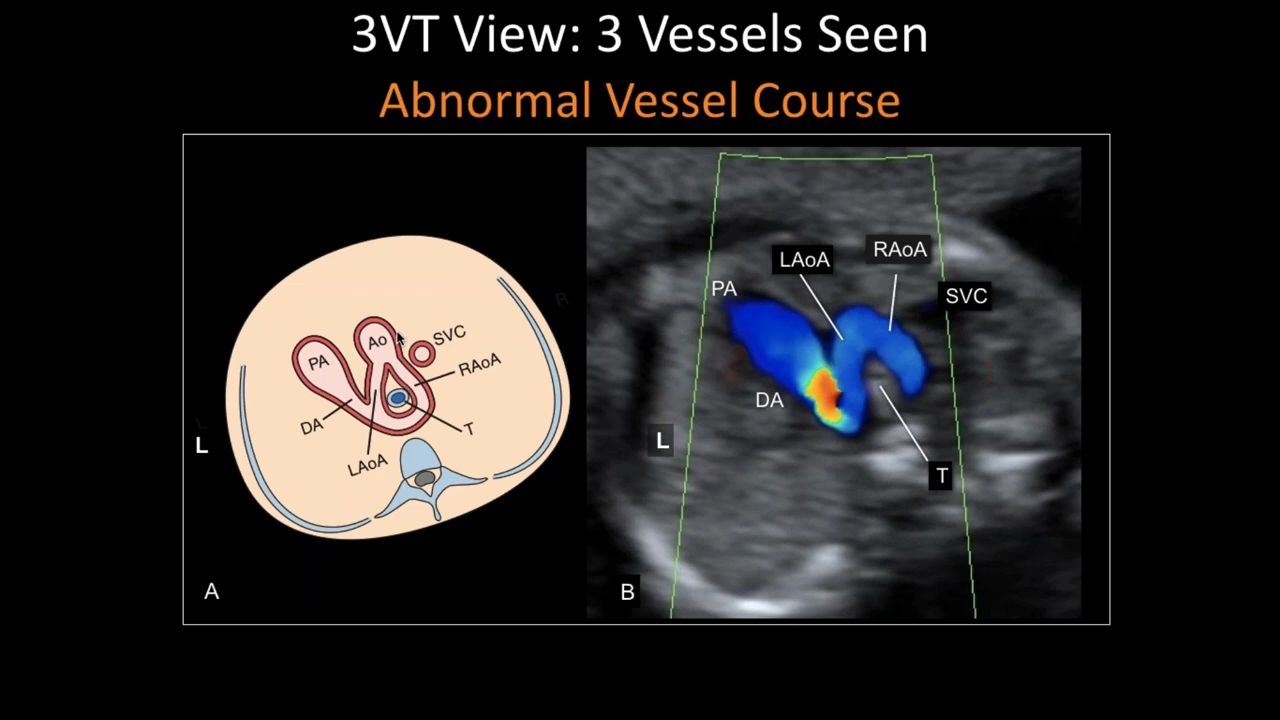 3VT View: 3 Vessels Seen
Abnormal Vessel Course
PA
Ao
SVC
RAoA
DA
LAoA
T
R
L
L
A
LAoA
RAoA
PA
SVC
DA
L
T
B